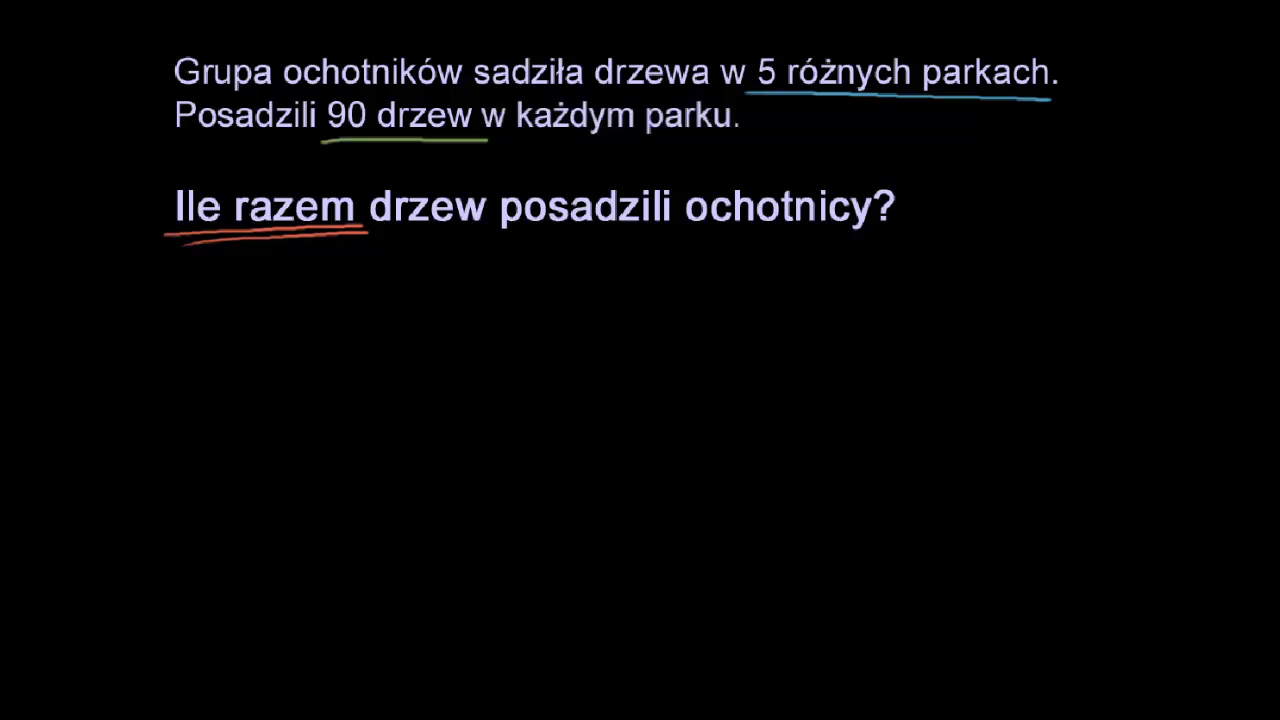 Grupa ochotników sadziła drzewa w 5 różnych parkach.
Posadzili 90 drzew w każdym parku.
Ile razem drzew posadzili ochotnicy?